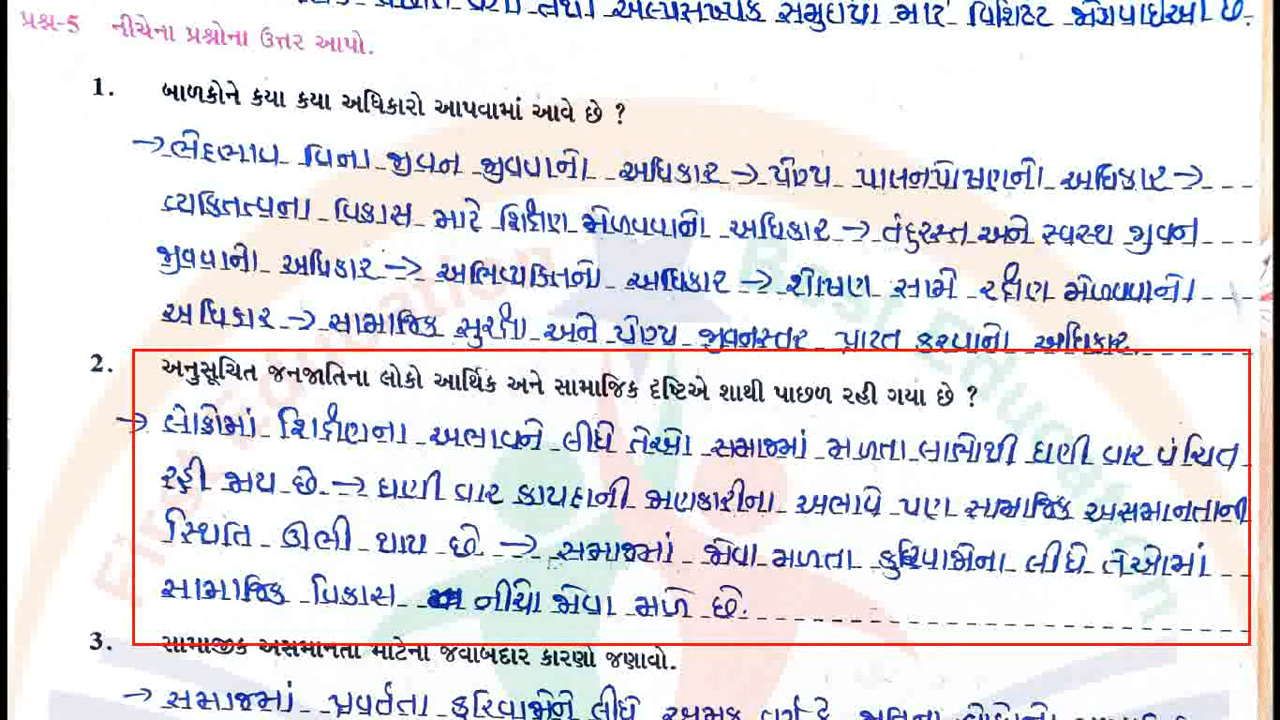 પ્રશ્ન-5 નીચેના પ્રશ્નોના ઉત્તર આપો.
1. બાળકોને કયા કયા અધિકારો આપવામાં આવે છે ?
→ ભેદભાવ વિના જીવન જીવવાનો અધિકાર → યોગ્ય પાલનપોષણનો અધિકાર →
વ્યક્તિત્વના વિકાસ માટે શિક્ષણ મેળવવાનો અધિકાર → તંદુરસ્ત અને સ્વસ્થ જીવન
જીવવાનો અધિકાર → અભિવ્યક્તિનો અધિકાર → શોષણ સામે રક્ષણ મેળવવાનો
અધિકાર → સામાજિક સુરક્ષા અને યોગ્ય જીવનસ્તર પ્રાપ્ત કરવાનો અધિકાર
2. અનુસૂચિત જનજાતિના લોકો આર્થિક અને સામાજિક દૃષ્ટિએ શાથી પાછળ રહી ગયા છે ?
→ લોકોમાં શિક્ષણના અભાવને લીધે તેઓ સમાજમાં મળતા લાભોથી ઘણી વાર વંચિત
રહી જાય છે. → ઘણી વાર કાયદાની જાણકારીના અભાવે પણ સામાજિક અસમાનતાની
સ્થિતિ ઊભી થાય છે → સમાજમાં જોવા મળતા કુરિવાજોના લીધે તેઓમાં
સામાજિક વિકાસ નીચો જોવા મળે છે.
3. સામાજીક અસમાનતા માટેના જવાબદાર કારણો જણાવો.
→ સમાજમાં પ્રવર્તતા કુરિવાજોને લીધે